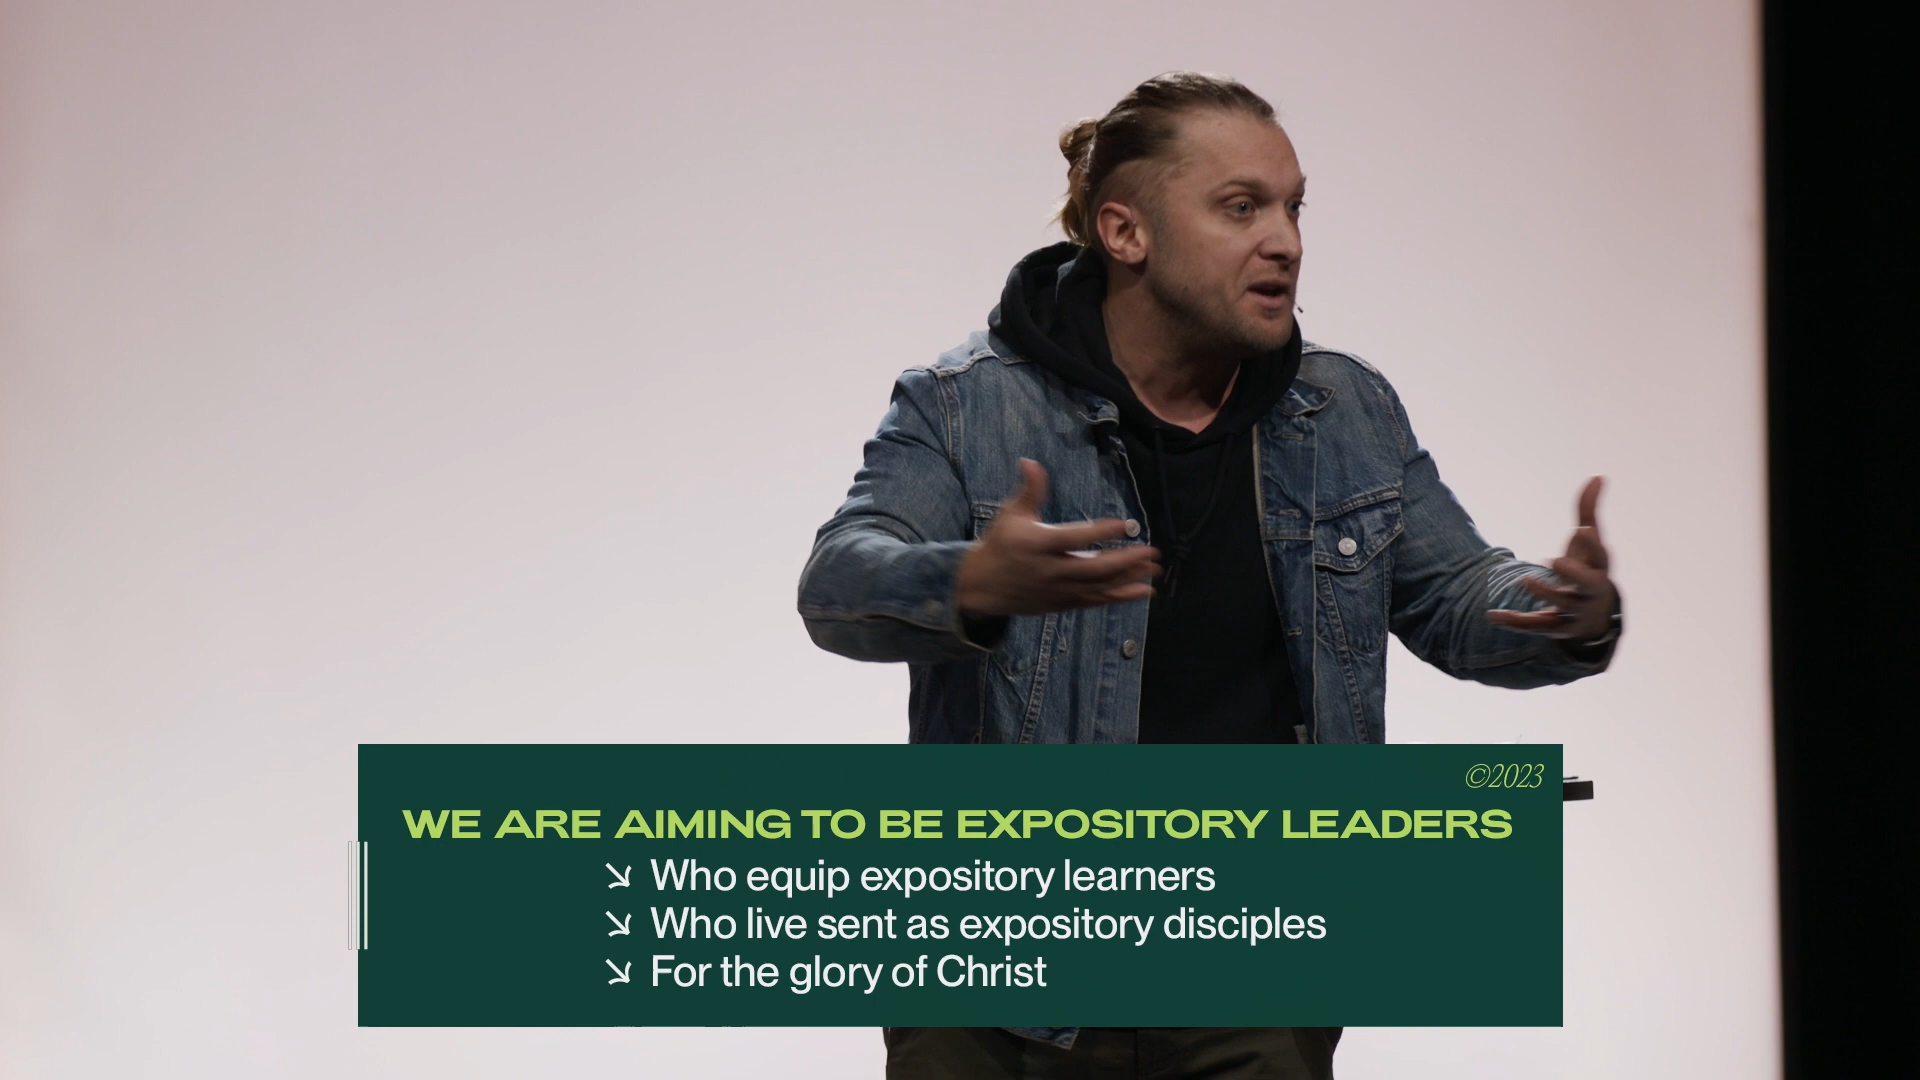 ©2023
WE ARE AIMING TO BE EXPOSITORY LEADERS
↘ Who equip expository learners
↘ Who live sent as expository disciples
↘ For the glory of Christ